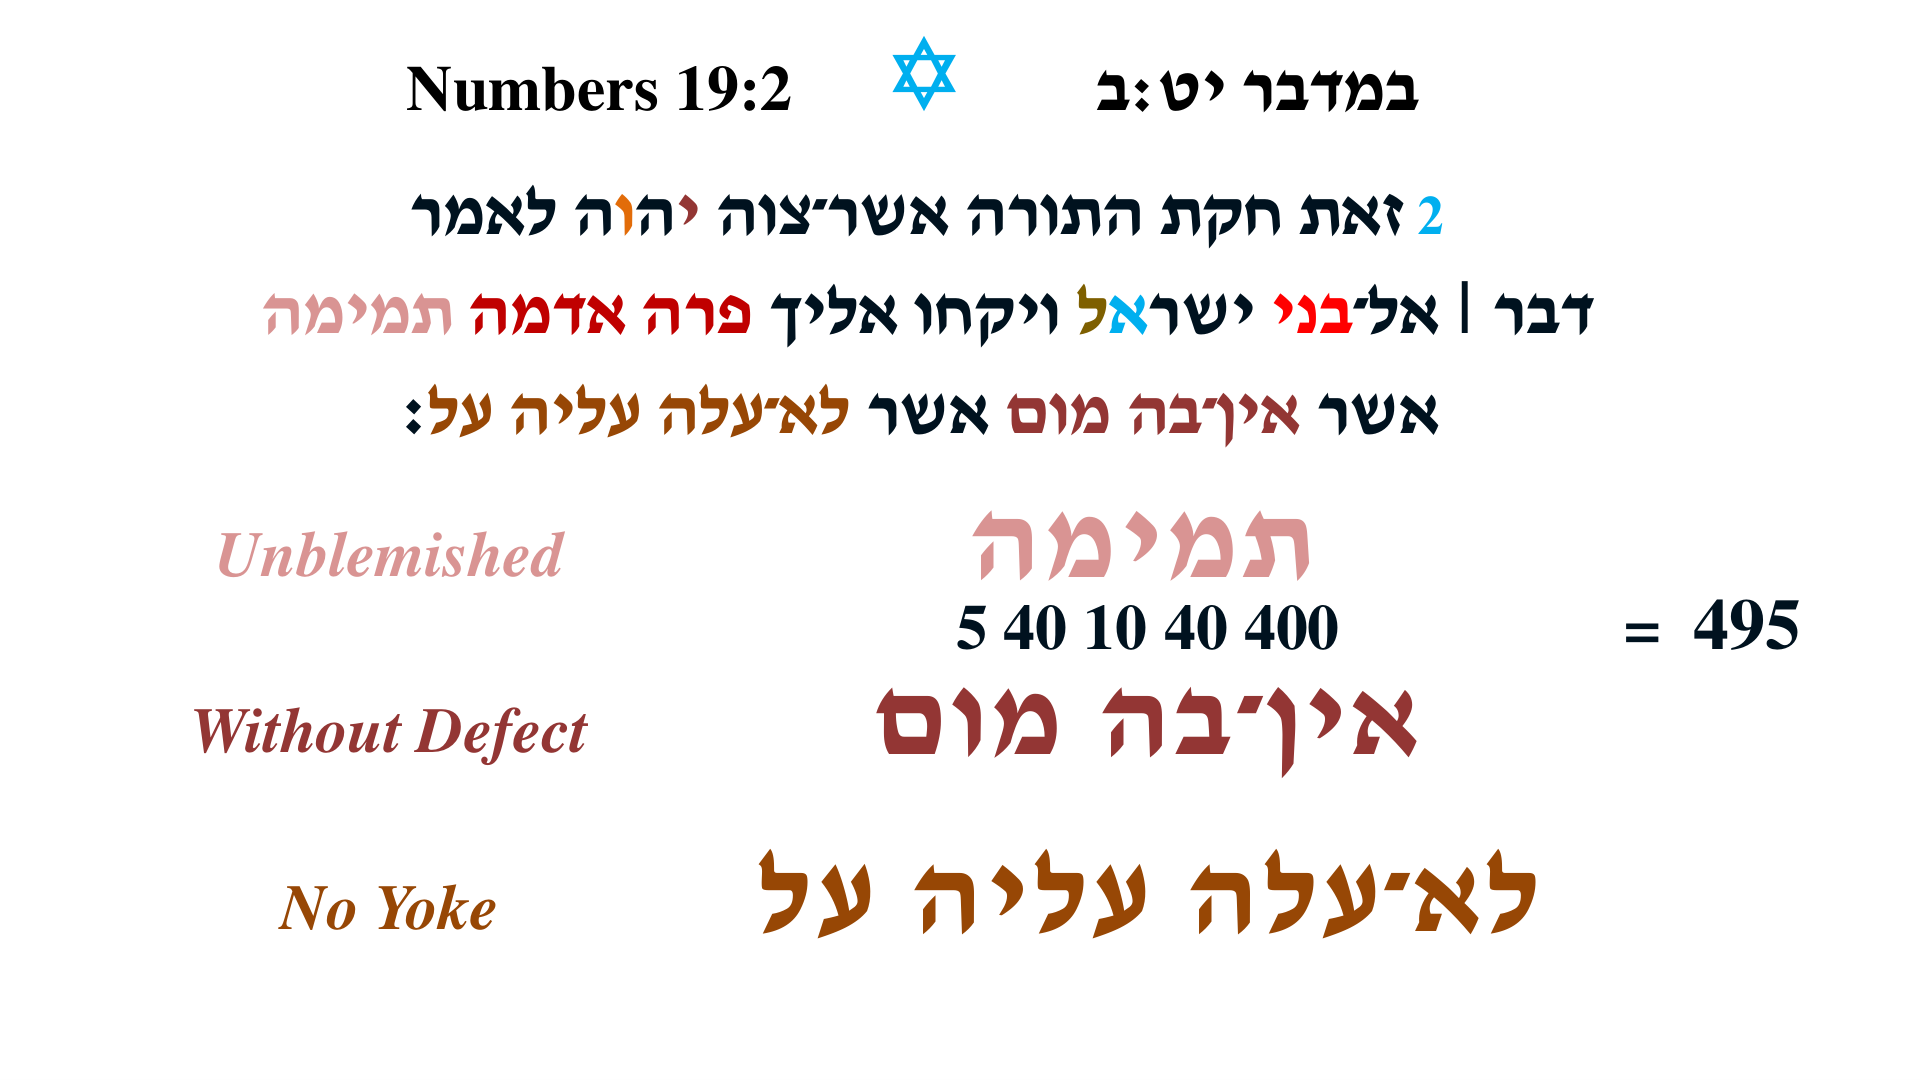 Numbers 19:2 ✡ במדבר יט:ב
2 זאת חקת התורה אשר־צוה יהוה לאמר
דבר | אל־בני ישראל ויקחו אליך פרה אדמה תמימה
אשר אין־בה מום אשר לא־עלה עליה על:
Unblemished תמימה
5 40 10 40 400 = 495
Without Defect אין־בה מום
No Yoke לא־עלה עליה על